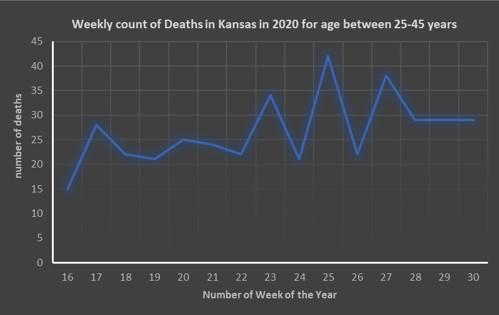 Weekly count of Deaths in Kansas in 2020 for age between 25-45 years
45
40
35
30
25
20
15
10
5
0
number of deaths
16 17 18 19 20 21 22 23 24 25 26 27 28 29 30
Number of Week of the Year